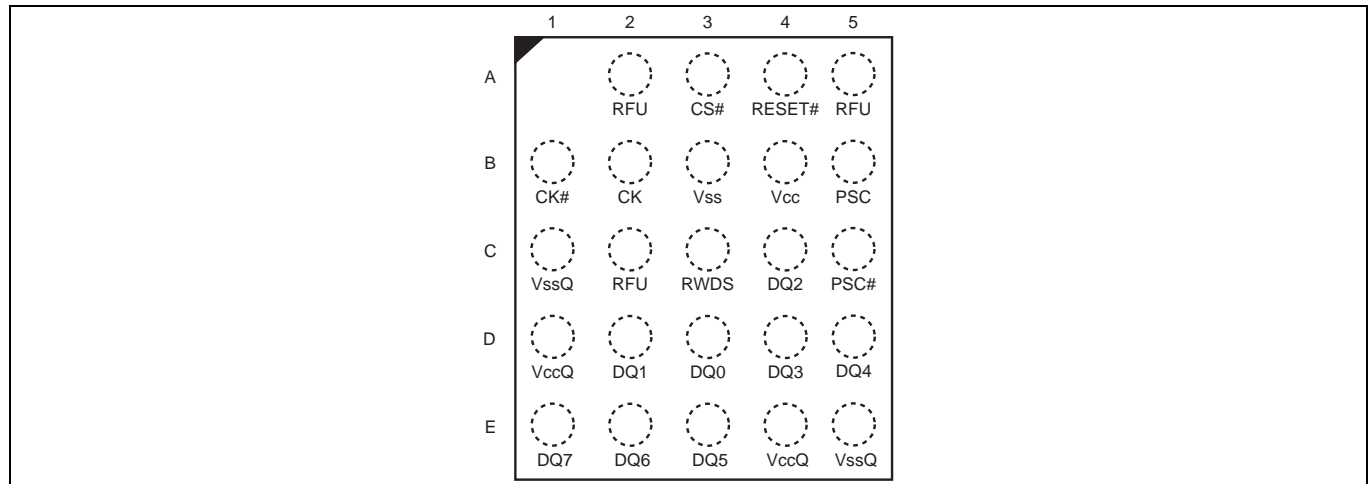 1 2 3 4 5
A
RFU CS# RESET# RFU
B
CK# CK Vss Vcc PSC
C
VssQ RFU RWDS DQ2 PSC#
D
VccQ DQ1 DQ0 DQ3 DQ4
E
DQ7 DQ6 DQ5 VccQ VssQ